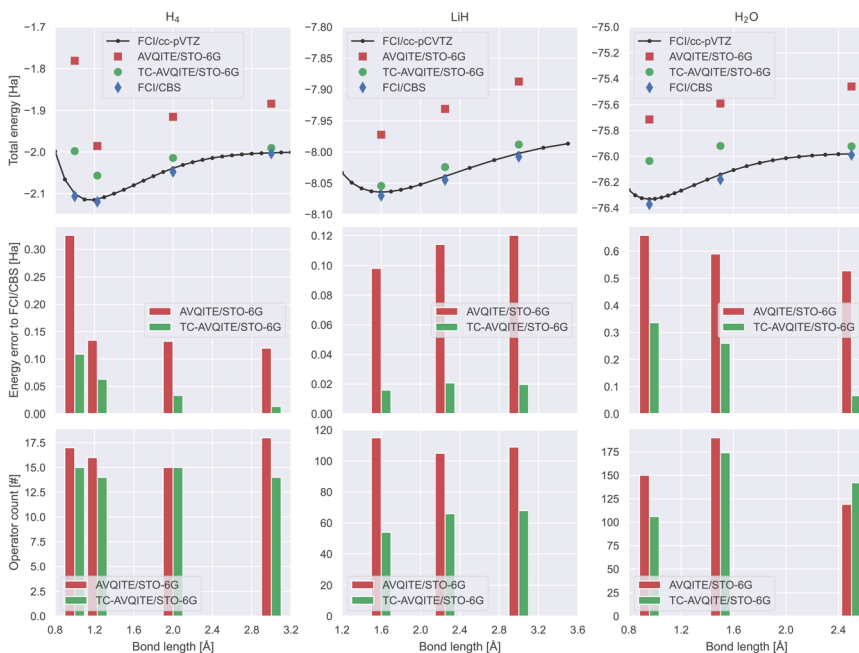 H₄
LiH
H₂O
Total energy [Ha]
−1.7
−1.8
−1.9
−2.0
−2.1
FCI/cc-pVTZ
AVQITE/STO-6G
TC-AVQITE/STO-6G
FCI/CBS
−7.80
−7.85
−7.90
−7.95
−8.00
−8.05
−8.10
FCI/cc-pCVTZ
AVQITE/STO-6G
TC-AVQITE/STO-6G
FCI/CBS
−75.0
−75.2
−75.4
−75.6
−75.8
−76.0
−76.2
−76.4
FCI/cc-pVTZ
AVQITE/STO-6G
TC-AVQITE/STO-6G
FCI/CBS
Energy error to FCI/CBS [Ha]
0.30
0.25
0.20
0.15
0.10
0.05
0.00
AVQITE/STO-6G
TC-AVQITE/STO-6G
0.12
0.10
0.08
0.06
0.04
0.02
0.00
AVQITE/STO-6G
TC-AVQITE/STO-6G
0.6
0.5
0.4
0.3
0.2
0.1
0.0
AVQITE/STO-6G
TC-AVQITE/STO-6G
Operator count [#]
17.5
15.0
12.5
10.0
7.5
5.0
2.5
0.0
AVQITE/STO-6G
TC-AVQITE/STO-6G
0.8 1.2 1.6 2.0 2.4 2.8 3.2
Bond length [Å]
120
100
80
60
40
20
0
AVQITE/STO-6G
TC-AVQITE/STO-6G
1.2 1.6 2.0 2.4 2.8 3.2 3.6
Bond length [Å]
175
150
125
100
75
50
25
0
AVQITE/STO-6G
TC-AVQITE/STO-6G
0.8 1.2 1.6 2.0 2.4
Bond length [Å]